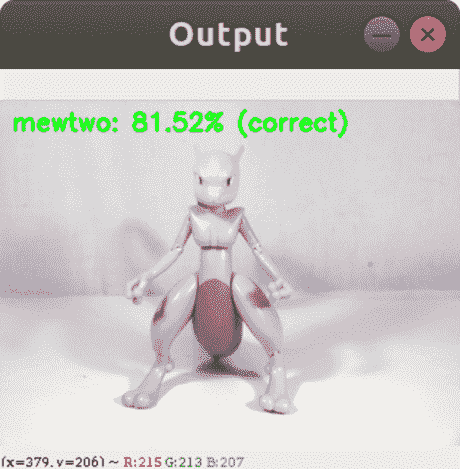 Output
mewtwo: 81.52% (correct)
(x=379, y=206) ~ R:215 G:213 B:207